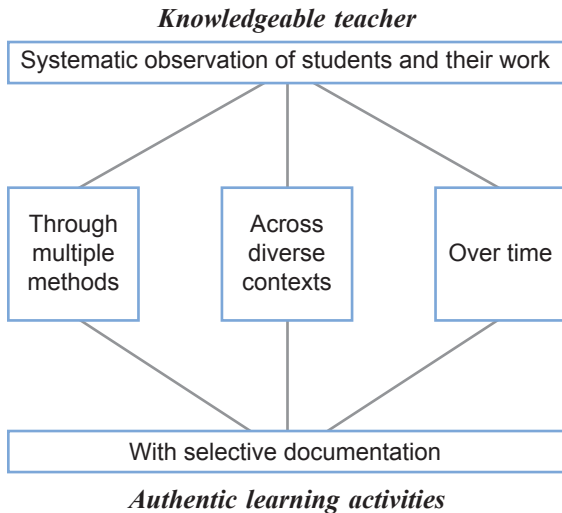 Knowledgeable teacher
Systematic observation of students and their work
Through
multiple
methods
Across
diverse
contexts
Over time
With selective documentation
Authentic learning activities